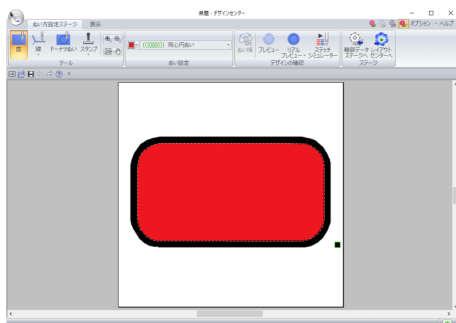 無題 - デザインセンター
ぬい方設定ステージ 表示
オプション ヘルプ
面 線 ドーナツぬい スタンプ
同心円ぬい
ぬい順 プレビュー リアル プレビュー ステッチ シミュレーター
輪郭データ ステージへ レイアウト センターへ
ツール ぬい設定 デザインの確認 ステージ